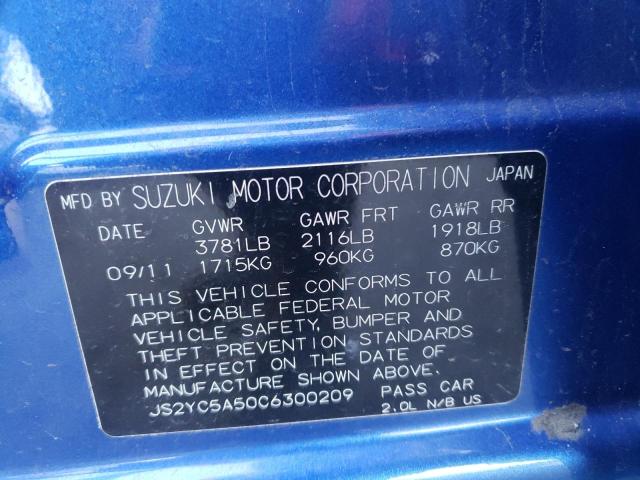 MFD BY SUZUKI MOTOR CORPORATION JAPAN
DATE GVWR GAWR FRT GAWR RR
3781LB 2116LB 1918LB
09/11 1715KG 960KG 870KG
THIS VEHICLE CONFORMS TO ALL
APPLICABLE FEDERAL MOTOR
VEHICLE SAFETY, BUMPER AND
THEFT PREVENTION STANDARDS
IN EFFECT ON THE DATE OF
MANUFACTURE SHOWN ABOVE.
JS2YC5A50C6300209 PASS CAR
2.0L N/B US